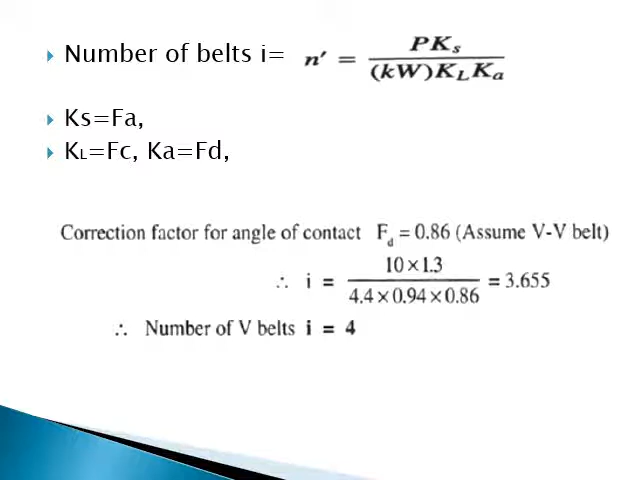 Number of belts i= n′ = PKs / (kW)KLKa
Ks=Fa,
KL=Fc, Ka=Fd,
Correction factor for angle of contact Fd = 0.86 (Assume V-V belt)
∴ i = 10×1.3 / 4.4×0.94×0.86 = 3.655
∴ Number of V belts i = 4